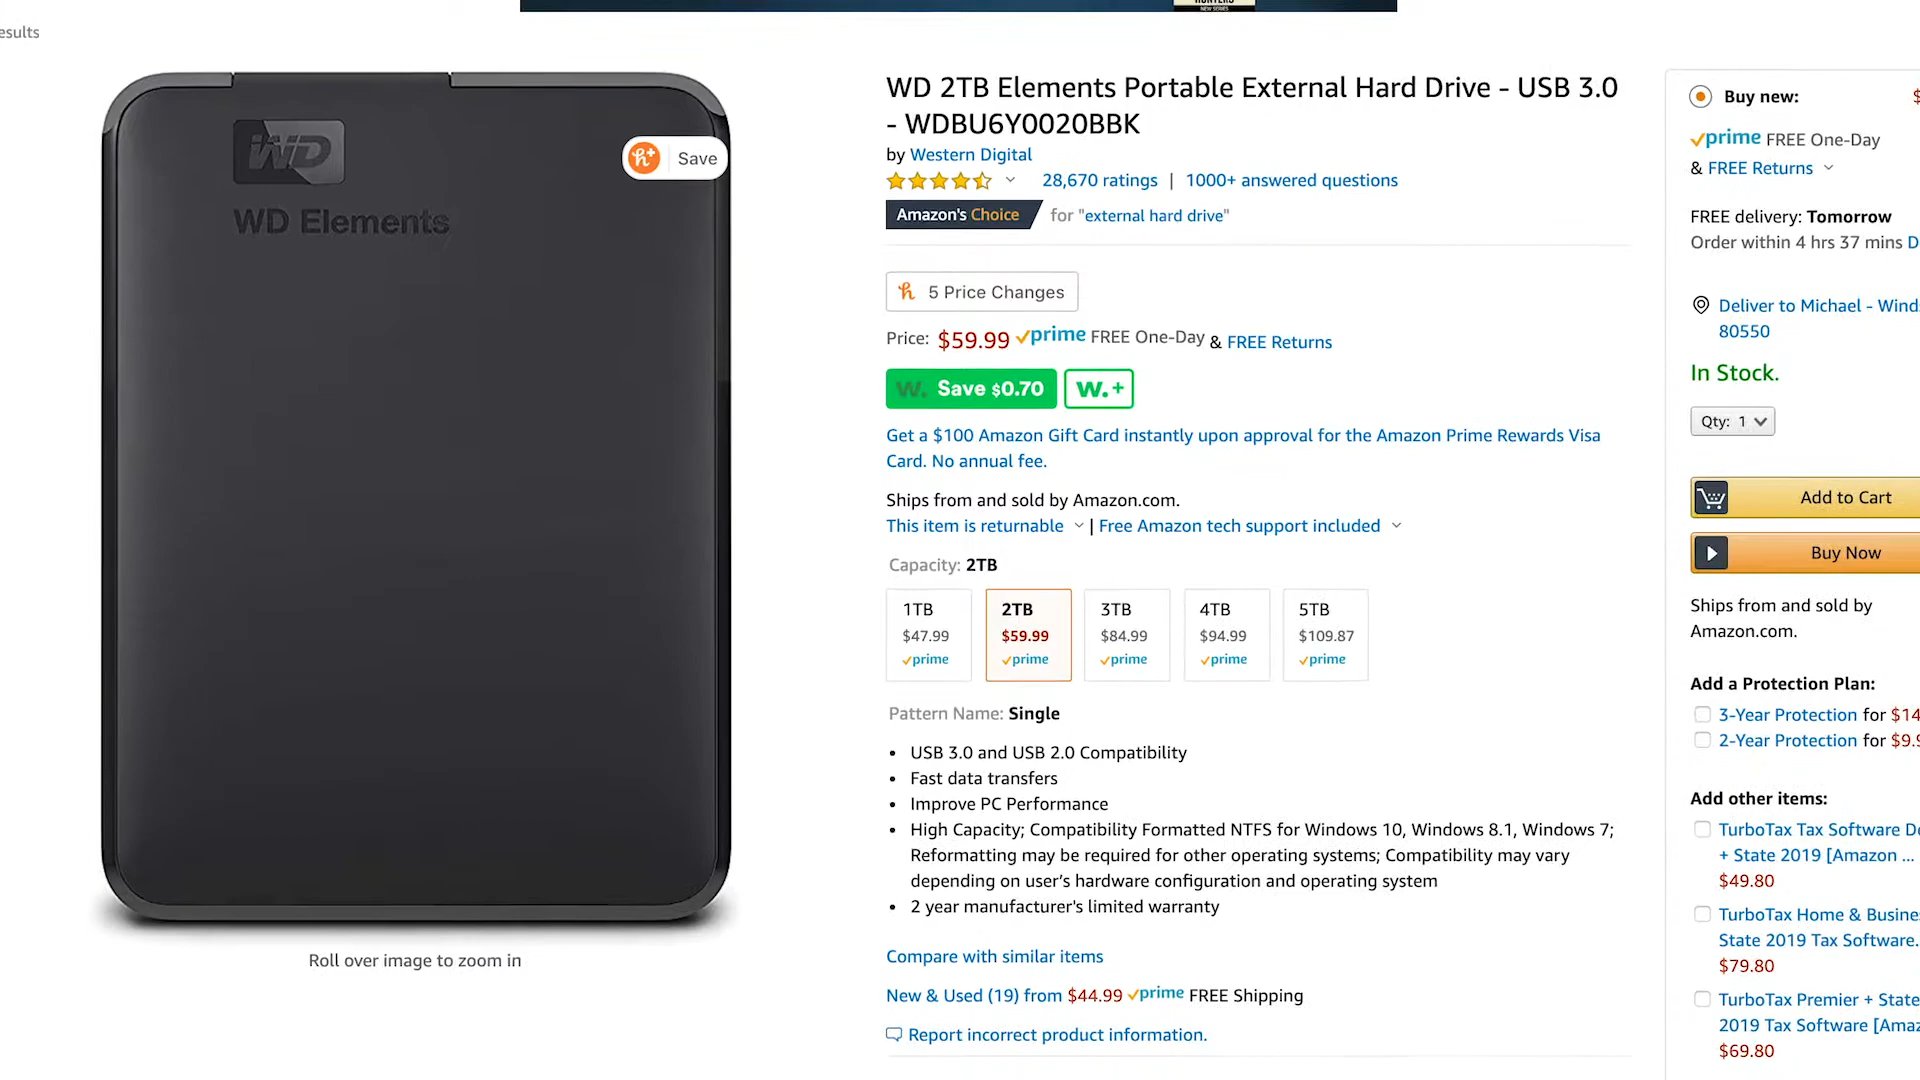 HUNTERS
NEW SERIES
esults
WD
WD Elements
Save
Roll over image to zoom in
WD 2TB Elements Portable External Hard Drive - USB 3.0
- WDBU6Y0020BBK
by Western Digital
28,670 ratings | 1000+ answered questions
Amazon's Choice for "external hard drive"
5 Price Changes
Price: $59.99 prime FREE One-Day & FREE Returns
w. Save $0.70 w.+
Get a $100 Amazon Gift Card instantly upon approval for the Amazon Prime Rewards Visa
Card. No annual fee.
Ships from and sold by Amazon.com.
This item is returnable | Free Amazon tech support included
Capacity: 2TB
1TB 2TB 3TB 4TB 5TB
$47.99 $59.99 $84.99 $94.99 $109.87
prime prime prime prime prime
Pattern Name: Single
• USB 3.0 and USB 2.0 Compatibility
• Fast data transfers
• Improve PC Performance
• High Capacity; Compatibility Formatted NTFS for Windows 10, Windows 8.1, Windows 7;
Reformatting may be required for other operating systems; Compatibility may vary
depending on user’s hardware configuration and operating system
• 2 year manufacturer's limited warranty
Compare with similar items
New & Used (19) from $44.99 prime FREE Shipping
Report incorrect product information.
Buy new: $
prime FREE One-Day
& FREE Returns
FREE delivery: Tomorrow
Order within 4 hrs 37 mins D
Deliver to Michael - Winds
80550
In Stock.
Qty: 1
Add to Cart
Buy Now
Ships from and sold by
Amazon.com.
Add a Protection Plan:
3-Year Protection for $14
2-Year Protection for $9.9
Add other items:
TurboTax Tax Software De
+ State 2019 [Amazon ...
$49.80
TurboTax Home & Busines
State 2019 Tax Software.
$79.80
TurboTax Premier + State
2019 Tax Software [Amaz
$69.80